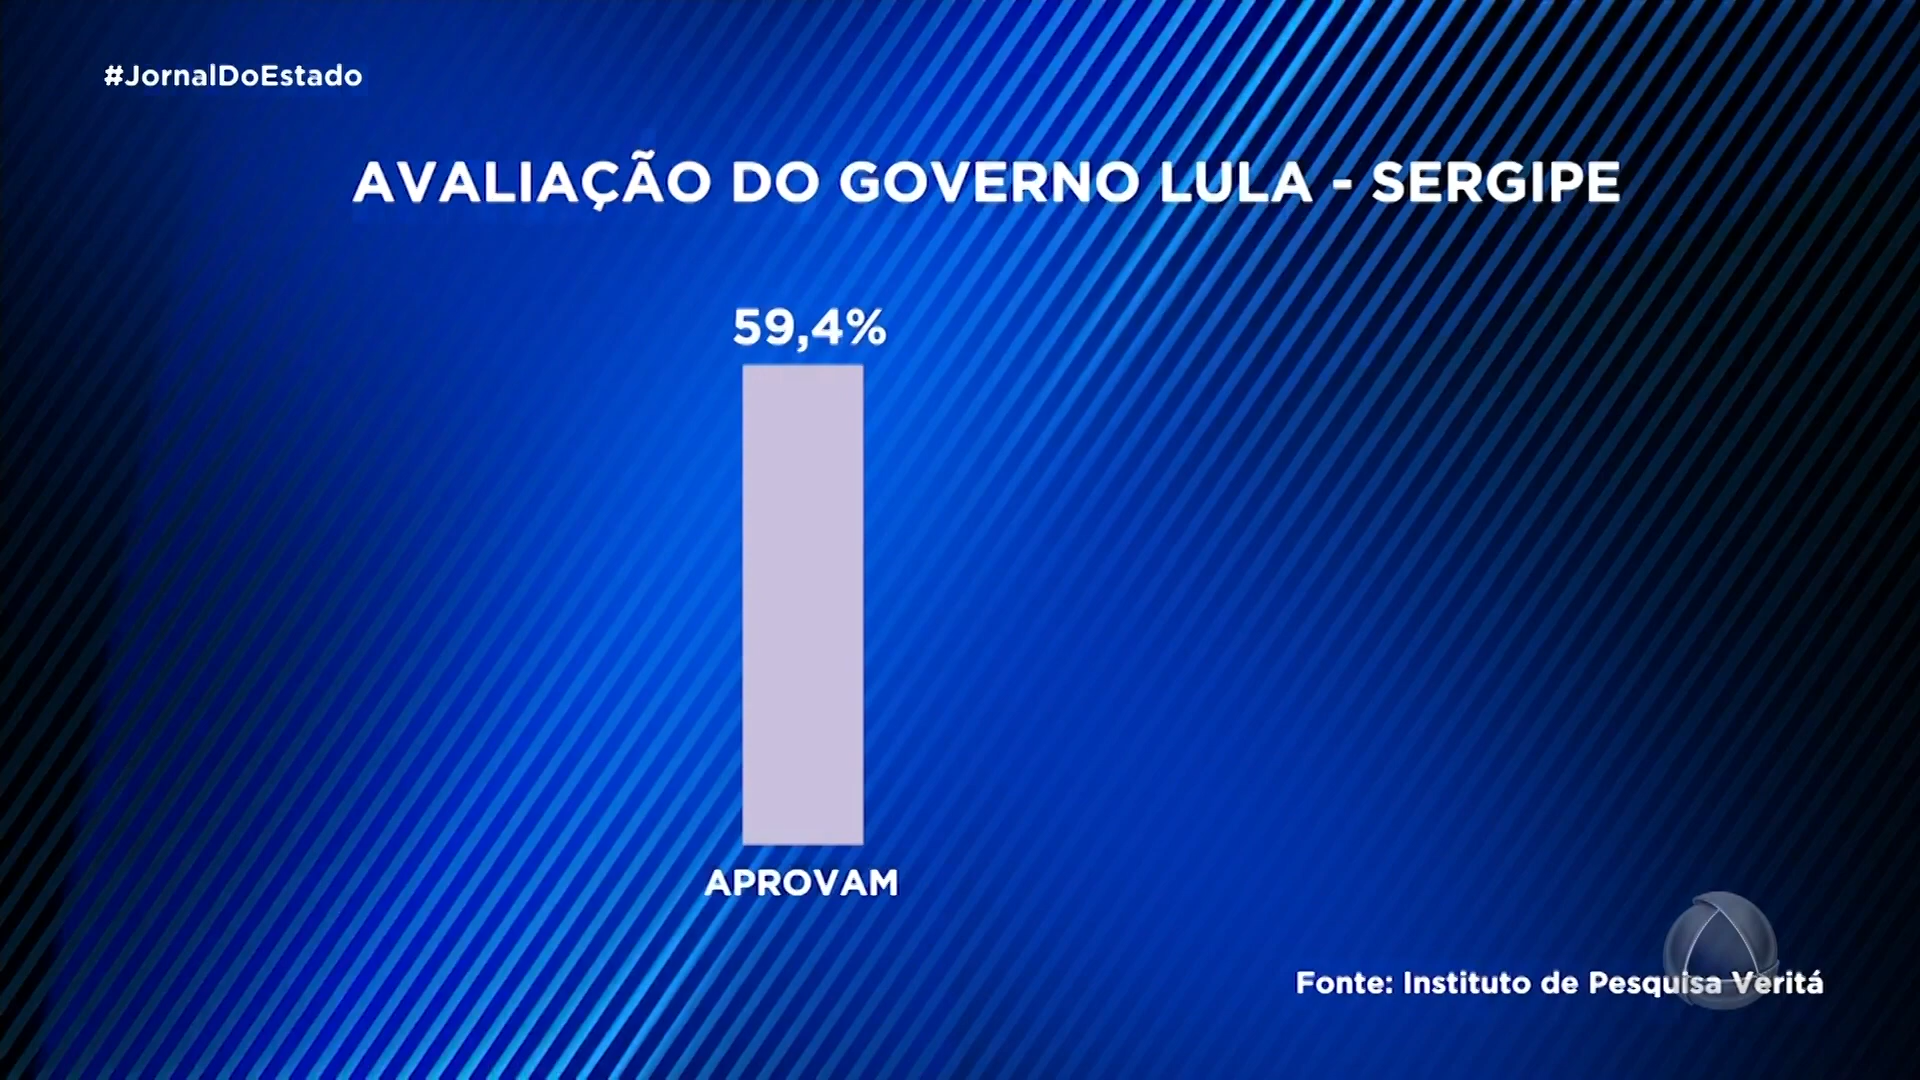 #JornalDoEstado
AVALIAÇÃO DO GOVERNO LULA - SERGIPE
59,4%
APROVAM
Fonte: Instituto de Pesquisa Veritá